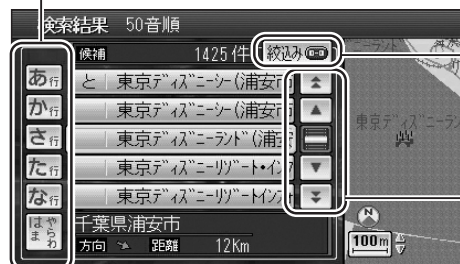 検索結果 50音順
候補 1425件 絞込み
あ行
か行
さ行
た行
な行
はまやらわ
と 東京ディズニーシー(浦安市
東京ディズニーシー(浦安市
東京ディズニーランド(浦安
東京ディズニーリゾート・イン
東京ディズニーリゾートインフォ
千葉県浦安市
方向 距離 12Km
東京ディズニーラン
100m